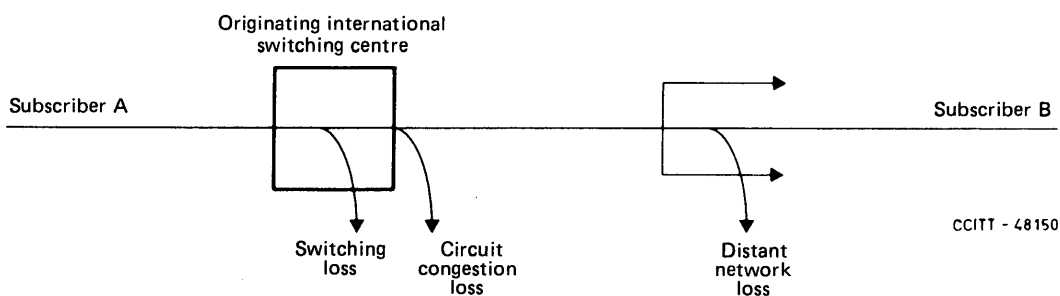 Originating international
switching centre
Subscriber A
Subscriber B
CCITT - 48150
Switching
loss
Circuit
congestion
loss
Distant
network
loss